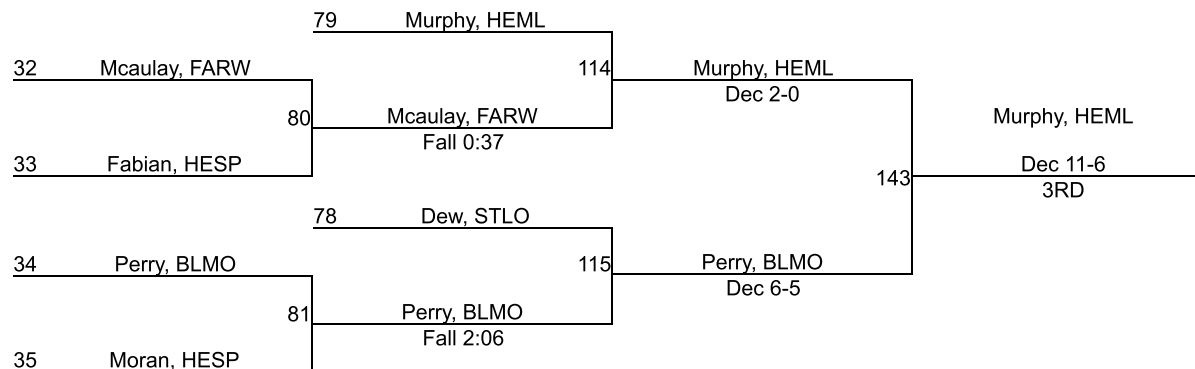 79 Murphy, HEML
32 Mcaulay, FARW
114 Murphy, HEML
Dec 2-0
80 Mcaulay, FARW
Fall 0:37
Murphy, HEML
33 Fabian, HESP
143 Dec 11-6
3RD
78 Dew, STLO
34 Perry, BLMO
115 Perry, BLMO
Dec 6-5
81 Perry, BLMO
Fall 2:06
35 Moran, HESP